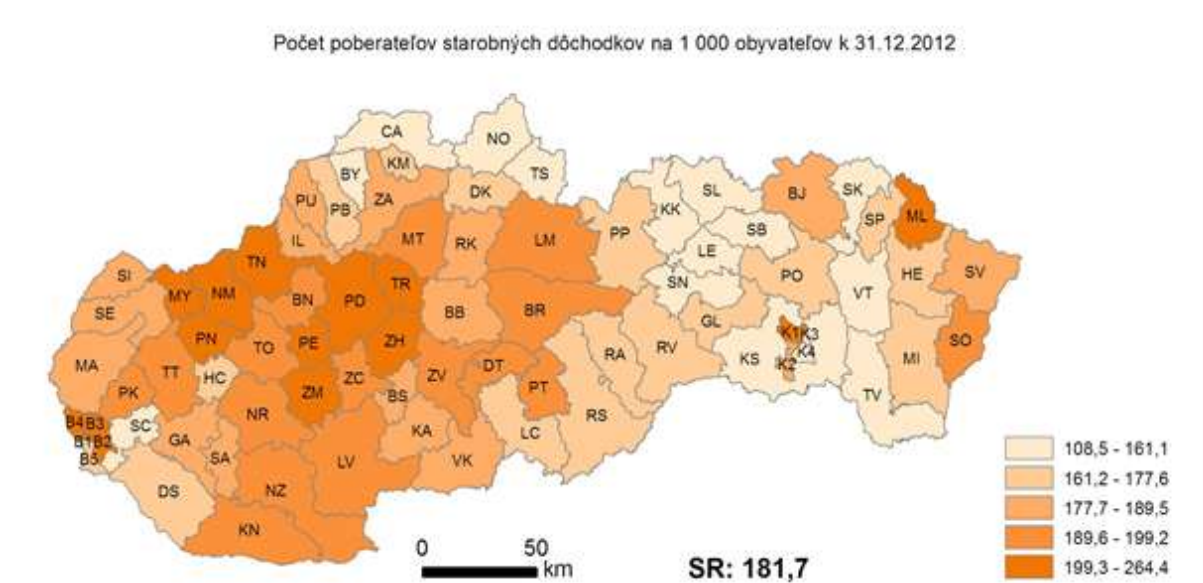 Počet poberateľov starobných dôchodkov na 1 000 obyvateľov k 31.12.2012
CA
NO
BY
KM
TS
PU
PB
ZA
DK
KK
SL
BJ
SK
SP
ML
IL
MT
RK
LM
PP
LE
SB
TN
SI
MY
NM
BN
PD
TR
SN
PO
VT
HE
SV
SE
PN
TO
PE
ZH
BB
BR
GL
K1
K3
K4
K2
KS
MA
TT
HC
ZM
ZC
ZV
DT
PT
RA
RV
MI
SO
PK
NR
BS
TV
B4
B3
B1
B2
B5
SC
GA
SA
KA
LC
RS
LV
VK
DS
NZ
KN
0 50
km
SR: 181,7
108,5 - 161,1
161,2 - 177,6
177,7 - 189,5
189,6 - 199,2
199,3 - 264,4